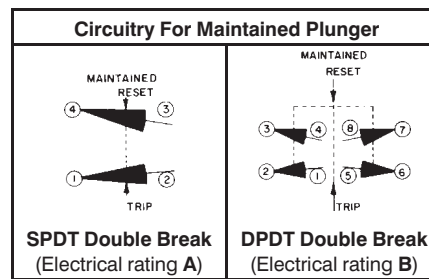 Circuitry For Maintained Plunger
MAINTAINED
RESET
4 3
1 2
TRIP
SPDT Double Break
(Electrical rating A)
MAINTAINED
RESET
3 4 8 7
2 1 5 6
TRIP
DPDT Double Break
(Electrical rating B)